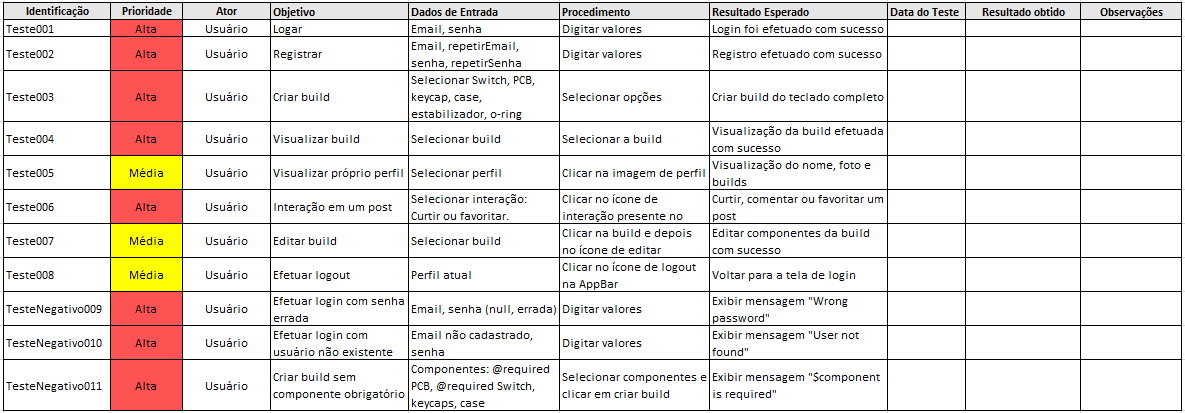 Identificação Prioridade Ator Objetivo Dados de Entrada Procedimento Resultado Esperado Data do Teste Resultado obtido Observações
Teste001 Alta Usuário Logar Email, senha Digitar valores Login foi efetuado com sucesso
Teste002 Alta Usuário Registrar Email, repetirEmail,
senha, repetirSenha Digitar valores Registro efetuado com sucesso
Teste003 Alta Usuário Criar build Selecionar Switch, PCB,
keycap, case,
estabilizador, o-ring Selecionar opções Criar build do teclado completo
Teste004 Alta Usuário Visualizar build Selecionar build Selecionar a build Visualização da build efetuada
com sucesso
Teste005 Média Usuário Visualizar próprio perfil Selecionar perfil Clicar na imagem de perfil Visualização do nome, foto e
builds
Teste006 Alta Usuário Interação em um post Selecionar interação:
Curtir ou favoritar. Clicar no ícone de
interação presente no Curtir, comentar ou favoritar um
post
Teste007 Média Usuário Editar build Selecionar build Clicar na build e depois
no ícone de editar Editar componentes da build
com sucesso
Teste008 Média Usuário Efetuar logout Perfil atual Clicar no ícone de logout
na AppBar Voltar para a tela de login
TesteNegativo009 Alta Usuário Efetuar login com senha
errada Email, senha (null, errada) Digitar valores Exibir mensagem "Wrong
password"
TesteNegativo010 Alta Usuário Efetuar login com
usuário não existente Email não cadastrado,
senha Digitar valores Exibir mensagem "User not
found"
TesteNegativo011 Alta Usuário Criar build sem
componente obrigatório Componentes: @required
PCB, @required Switch,
keycaps, case Selecionar componentes e
clicar em criar build Exibir mensagem "$component
is required"